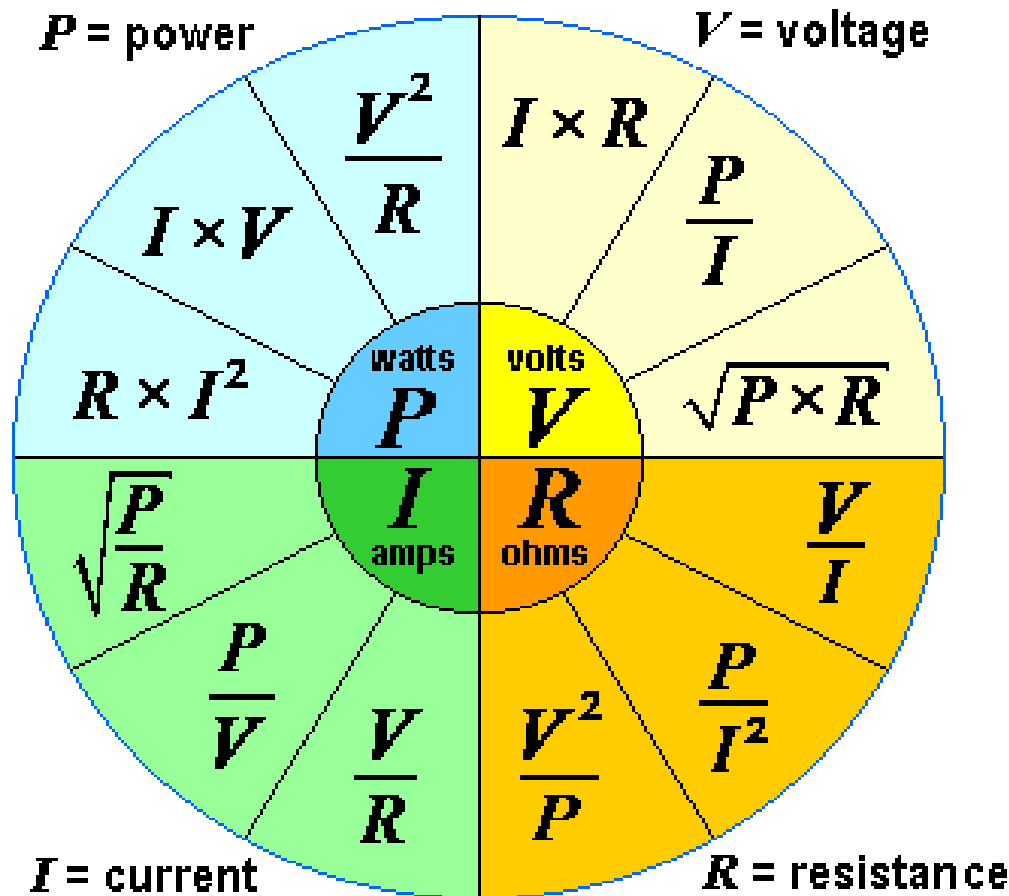 P = power
V = voltage
V²/R
I × R
I × V
P/I
R × I²
√(P × R)
watts
P
volts
V
I
amps
R
ohms
√(P/R)
V/I
P/V
P/I²
V/R
V²/P
I = current
R = resistance